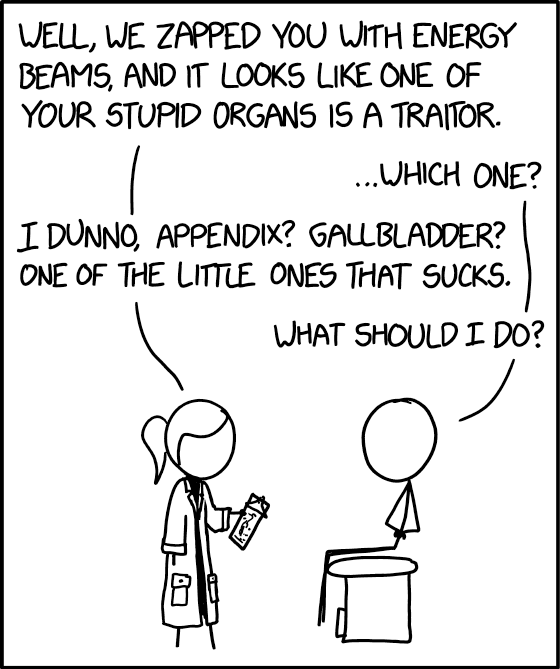 WELL, WE ZAPPED YOU WITH ENERGY
BEAMS, AND IT LOOKS LIKE ONE OF
YOUR STUPID ORGANS IS A TRAITOR.
...WHICH ONE?
I DUNNO, APPENDIX? GALLBLADDER?
ONE OF THE LITTLE ONES THAT SUCKS.
WHAT SHOULD I DO?